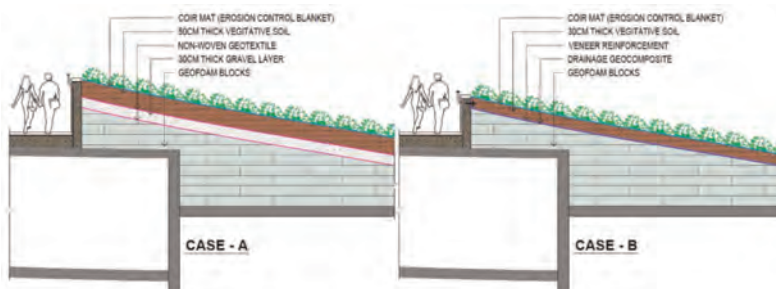 COIR MAT (EROSION CONTROL BLANKET)
50CM THICK VEGITATIVE SOIL
NON-WOVEN GEOTEXTILE
30CM THICK GRAVEL LAYER
GEOFOAM BLOCKS
CASE - A
COIR MAT (EROSION CONTROL BLANKET)
30CM THICK VEGITATIVE SOIL
VENEER REINFORCEMENT
DRAINAGE GEOCOMPOSITE
GEOFOAM BLOCKS
CASE - B